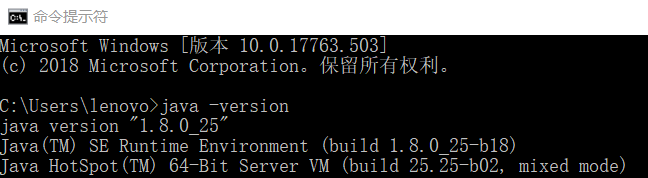 命令提示符
Microsoft Windows [版本 10.0.17763.503]
(c) 2018 Microsoft Corporation。保留所有权利。
C:\Users\lenovo>java -version
java version "1.8.0_25"
Java(TM) SE Runtime Environment (build 1.8.0_25-b18)
Java HotSpot(TM) 64-Bit Server VM (build 25.25-b02, mixed mode)